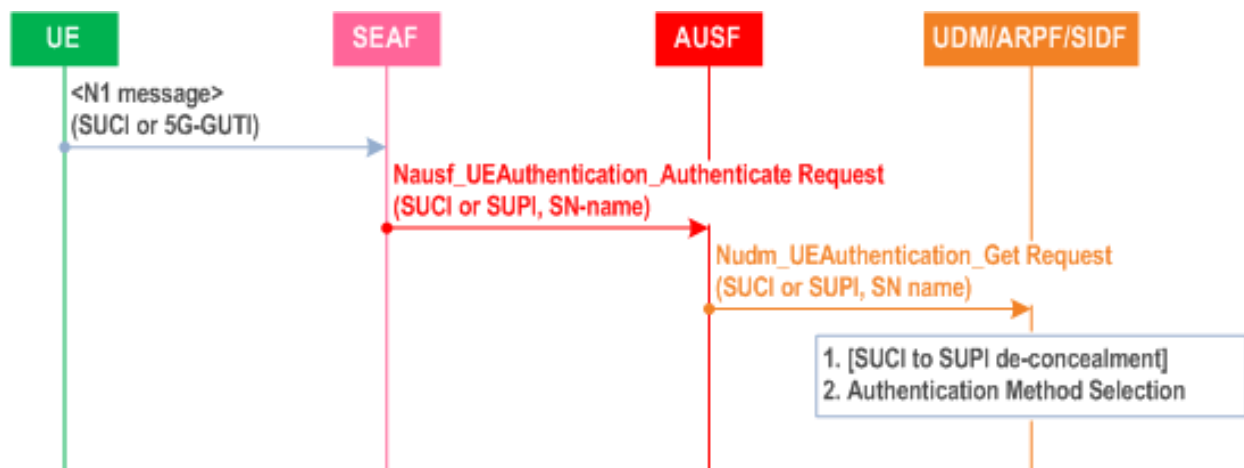 UE
SEAF
AUSF
UDM/ARPF/SIDF
<N1 message>
(SUCI or 5G-GUTI)
Nausf_UEAuthentication_Authenticate Request
(SUCI or SUPI, SN-name)
Nudm_UEAuthentication_Get Request
(SUCI or SUPI, SN name)
1. [SUCI to SUPI de-concealment]
2. Authentication Method Selection